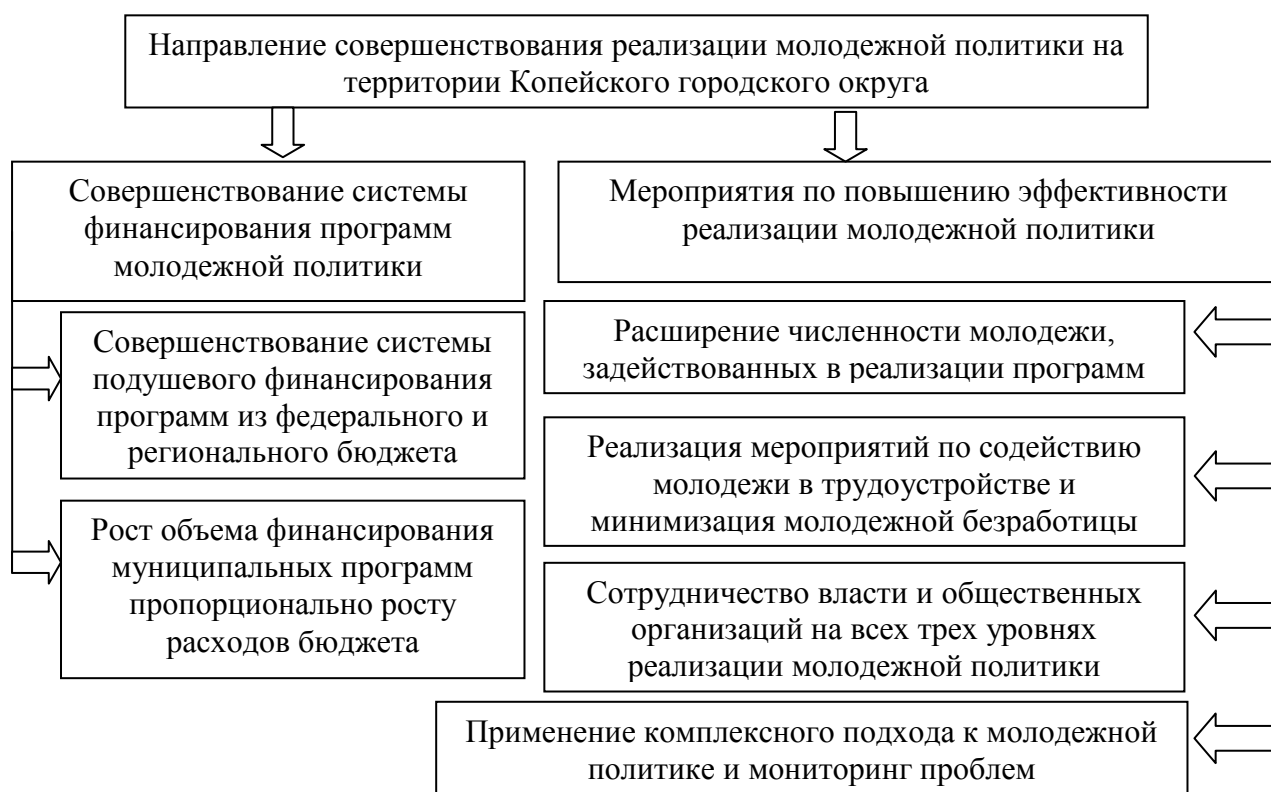 Направление совершенствования реализации молодежной политики на
территории Копейского городского округа
Совершенствование системы
финансирования программ
молодежной политики
Мероприятия по повышению эффективности
реализации молодежной политики
Совершенствование системы
подушевого финансирования
программ из федерального и
регионального бюджета
Рост объема финансирования
муниципальных программ
пропорционально росту
расходов бюджета
Расширение численности молодежи,
задействованных в реализации программ
Реализация мероприятий по содействию
молодежи в трудоустройстве и
минимизация молодежной безработицы
Сотрудничество власти и общественных
организаций на всех трех уровнях
реализации молодежной политики
Применение комплексного подхода к молодежной
политике и мониторинг проблем